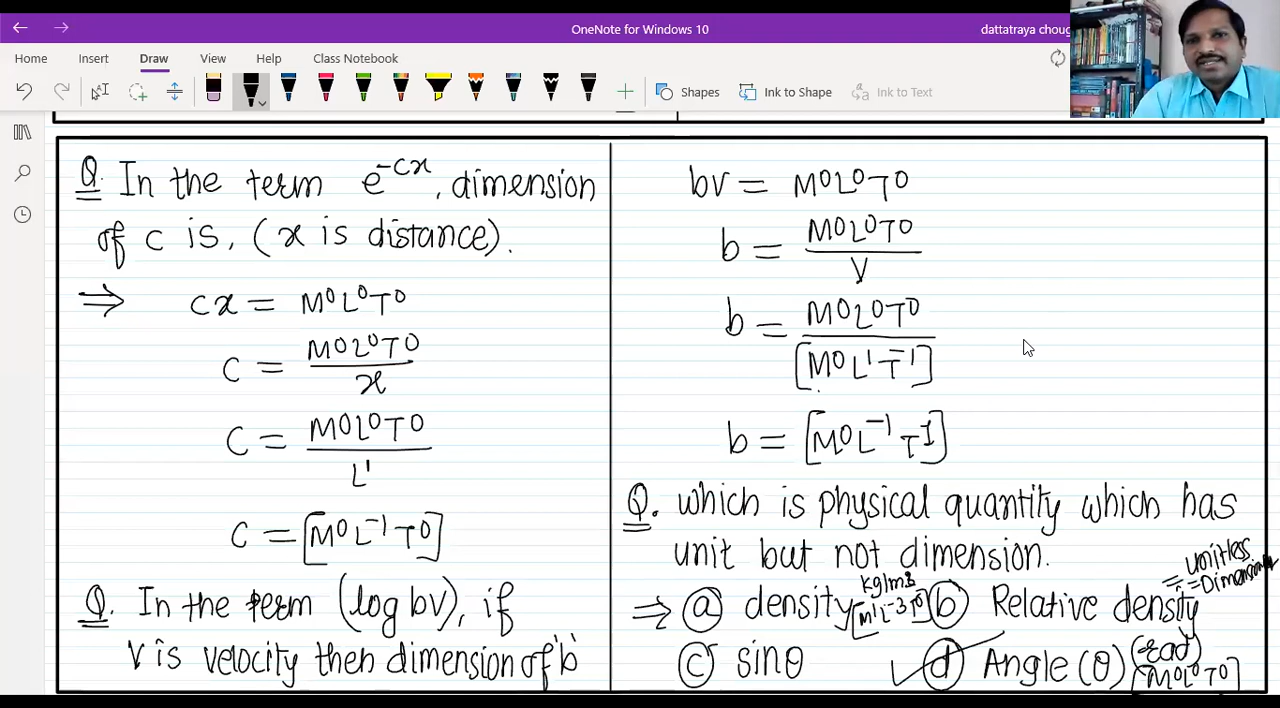 OneNote for Windows 10
dattatraya choug
Home Insert Draw View Help Class Notebook
Shapes Ink to Shape Ink to Text
Q. In the term e^-cx, dimension
of c is, (x is distance).
⇒ cx = M⁰L⁰T⁰
C = M⁰L⁰T⁰ / x
C = M⁰L⁰T⁰ / L¹
C = [M⁰L⁻¹T⁰]
Q. In the term (log bv), if
v is velocity then dimension of 'b'
bv = M⁰L⁰T⁰
b = M⁰L⁰T⁰ / V
b = M⁰L⁰T⁰ / [M⁰L¹T⁻¹]
b = [M⁰L⁻¹T¹]
Q. which is physical quantity which has
unit but not dimension.
⇒ (a) density kg/m³ [M¹L⁻³T⁰] (b) Relative density = unitless
(c) sinθ (d) Angle (θ) (rad) [M⁰L⁰T⁰]